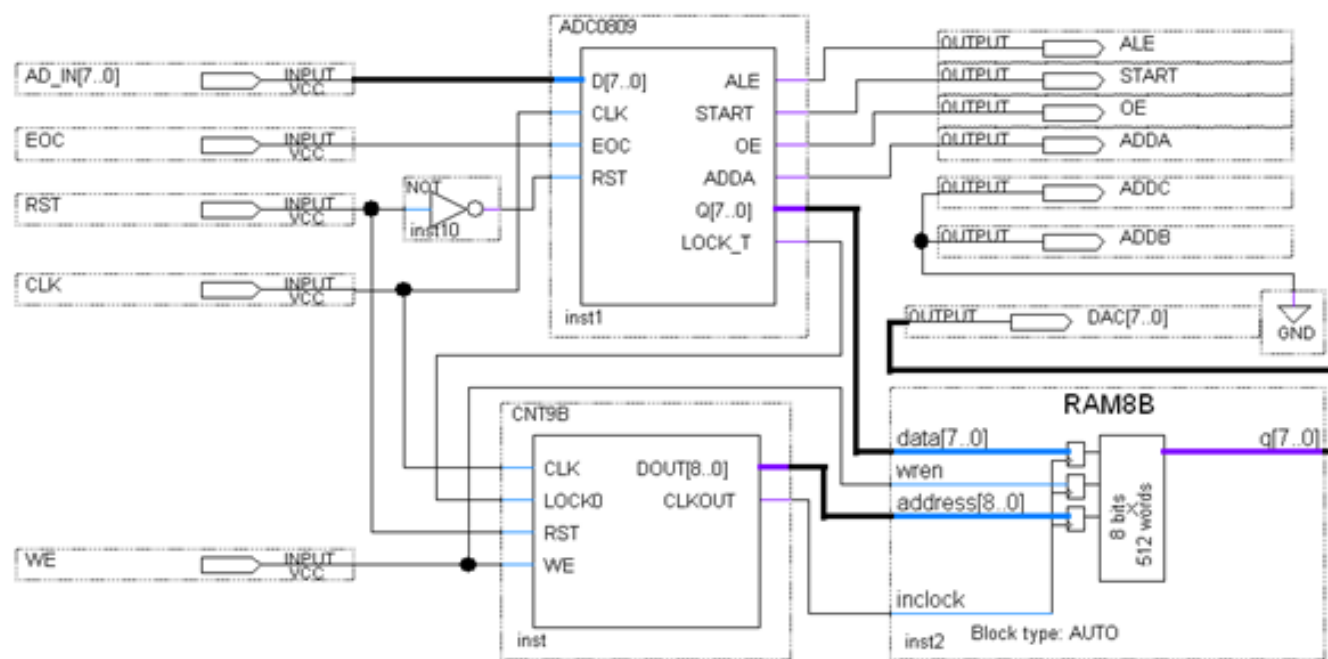 ADC0809
AD_IN[7..0] INPUT VCC
D[7..0] ALE
OUTPUT ALE
CLK START
OUTPUT START
EOC INPUT VCC
EOC OE
OUTPUT OE
RST ADDA
OUTPUT ADDA
RST INPUT VCC
NOT
inst10
Q[7..0]
LOCK_T
OUTPUT ADDC
OUTPUT ADDB
CLK INPUT VCC
inst1
OUTPUT DAC[7..0]
GND
CNT9B
RAM8B
CLK DOUT[8..0]
LOCK0 CLKOUT
RST
WE
inst
WE INPUT VCC
data[7..0] q[7..0]
wren
address[8..0]
8 bits
×
512 words
inclock
inst2
Block type: AUTO